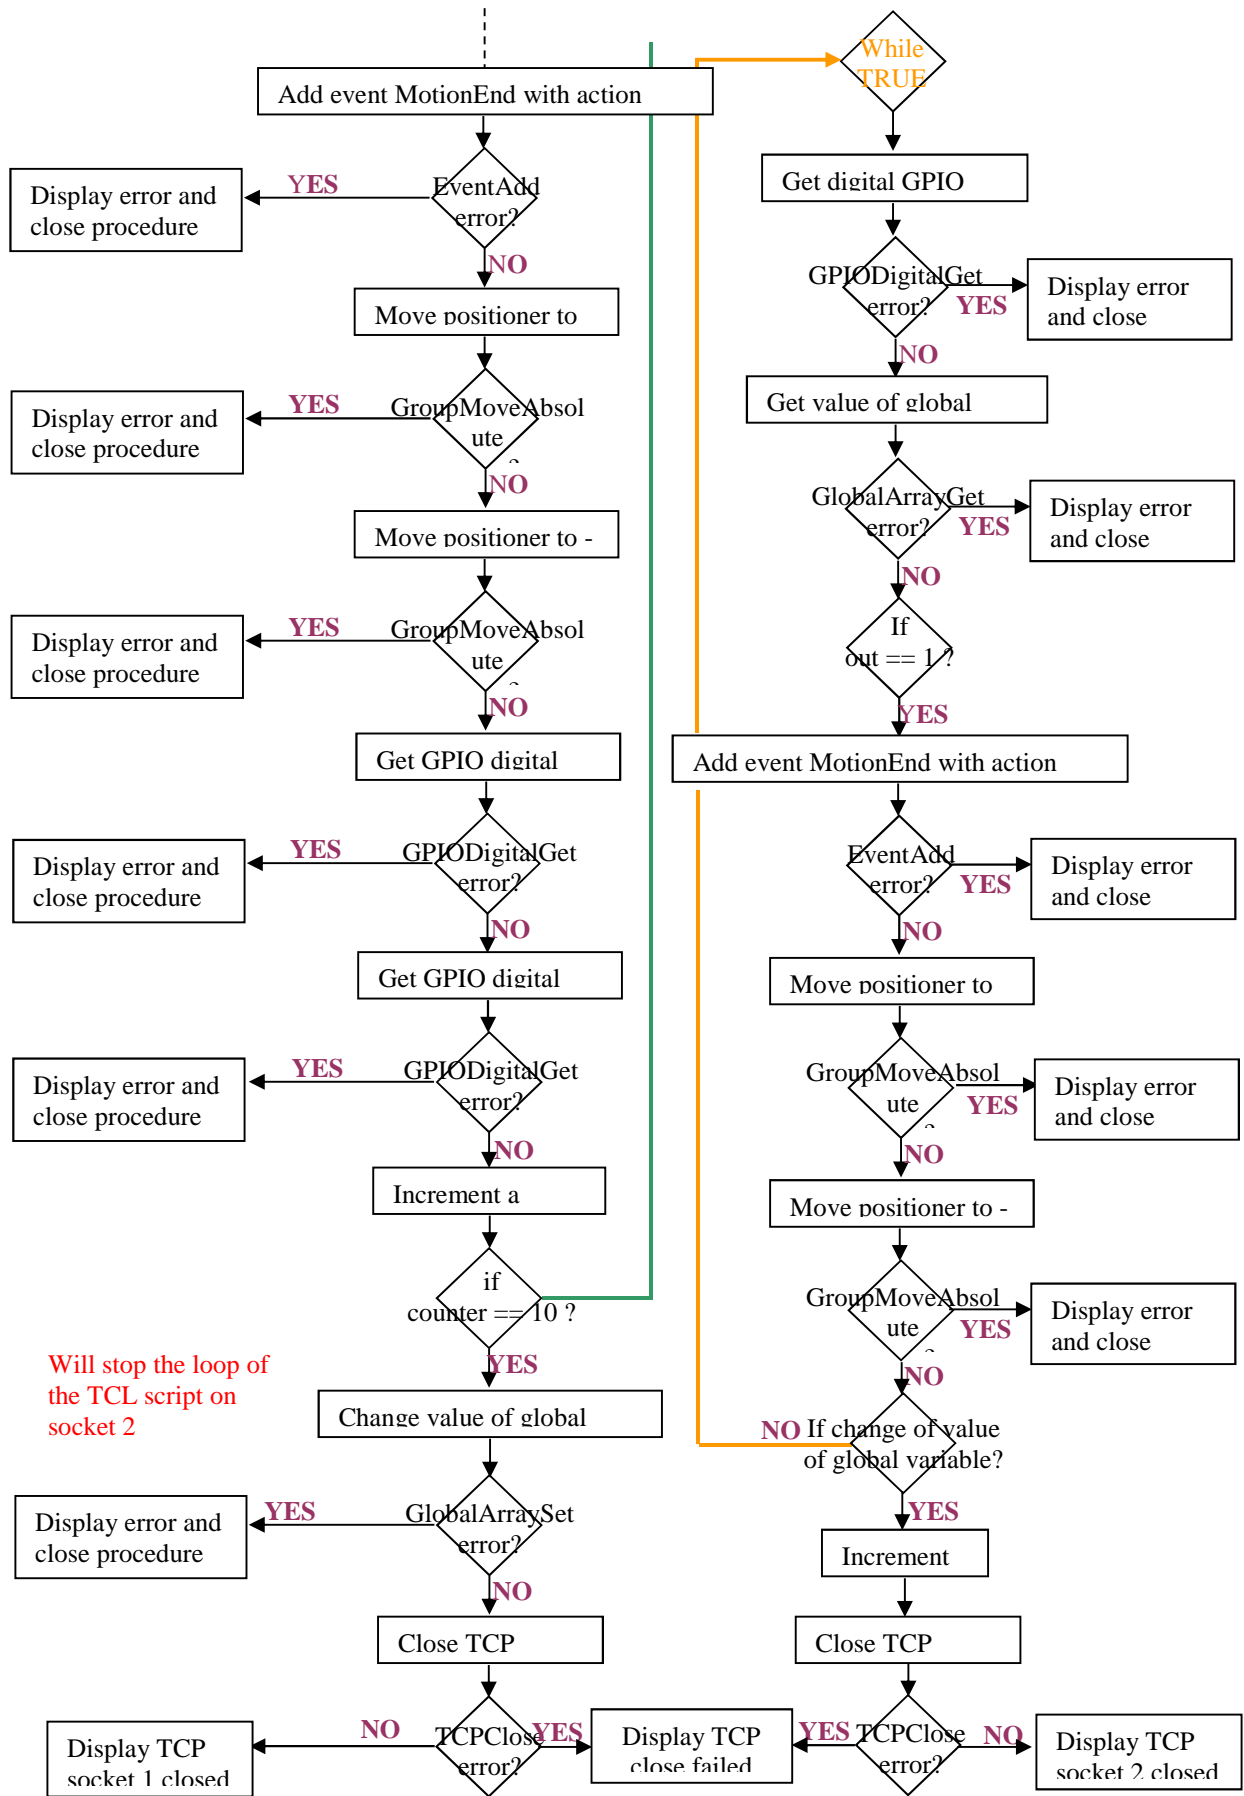 Add event MotionEnd with action
EventAdd
error?
YES
Display error and
close procedure
NO
Move positioner to
GroupMoveAbsol
ute
YES
Display error and
close procedure
NO
Move positioner to -
GroupMoveAbsol
ute
YES
Display error and
close procedure
NO
Get GPIO digital
GPIODigitalGet
error?
YES
Display error and
close procedure
NO
Get GPIO digital
GPIODigitalGet
error?
YES
Display error and
close procedure
NO
Increment a
if
counter == 10 ?
YES
Will stop the loop of
the TCL script on
socket 2
Change value of global
GlobalArraySet
error?
YES
Display error and
close procedure
NO
Close TCP
TCPClose
error?
NO
Display TCP
socket 1 closed
YES
Display TCP
close failed
While
TRUE
Get digital GPIO
GPIODigitalGet
error?
YES
Display error
and close
NO
Get value of global
GlobalArrayGet
error?
YES
Display error
and close
NO
If
out == 1 ?
YES
Add event MotionEnd with action
EventAdd
error?
YES
Display error
and close
NO
Move positioner to
GroupMoveAbsol
ute
YES
Display error
and close
NO
Move positioner to -
GroupMoveAbsol
ute
YES
Display error
and close
NO
If change of value
of global variable?
NO
YES
Increment
Close TCP
TCPClose
error?
YES
NO
Display TCP
socket 2 closed